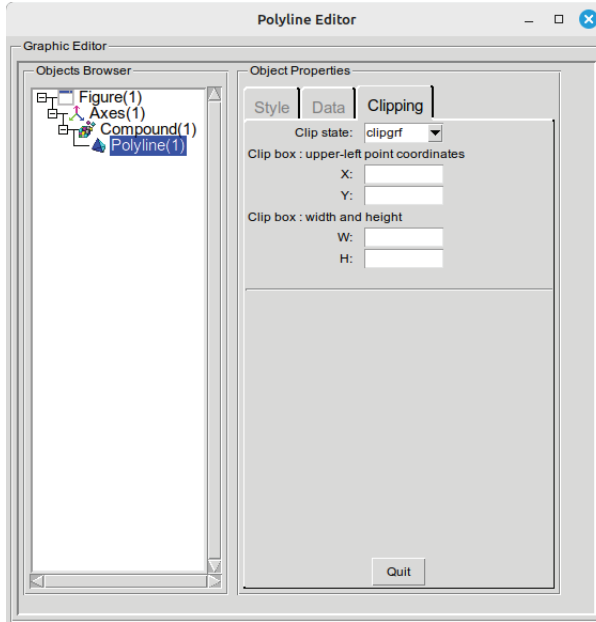 Polyline Editor
Graphic Editor
Objects Browser
Figure(1)
Axes(1)
Compound(1)
Polyline(1)
Object Properties
Style Data Clipping
Clip state: clipgrf
Clip box : upper-left point coordinates
X:
Y:
Clip box : width and height
W:
H:
Quit